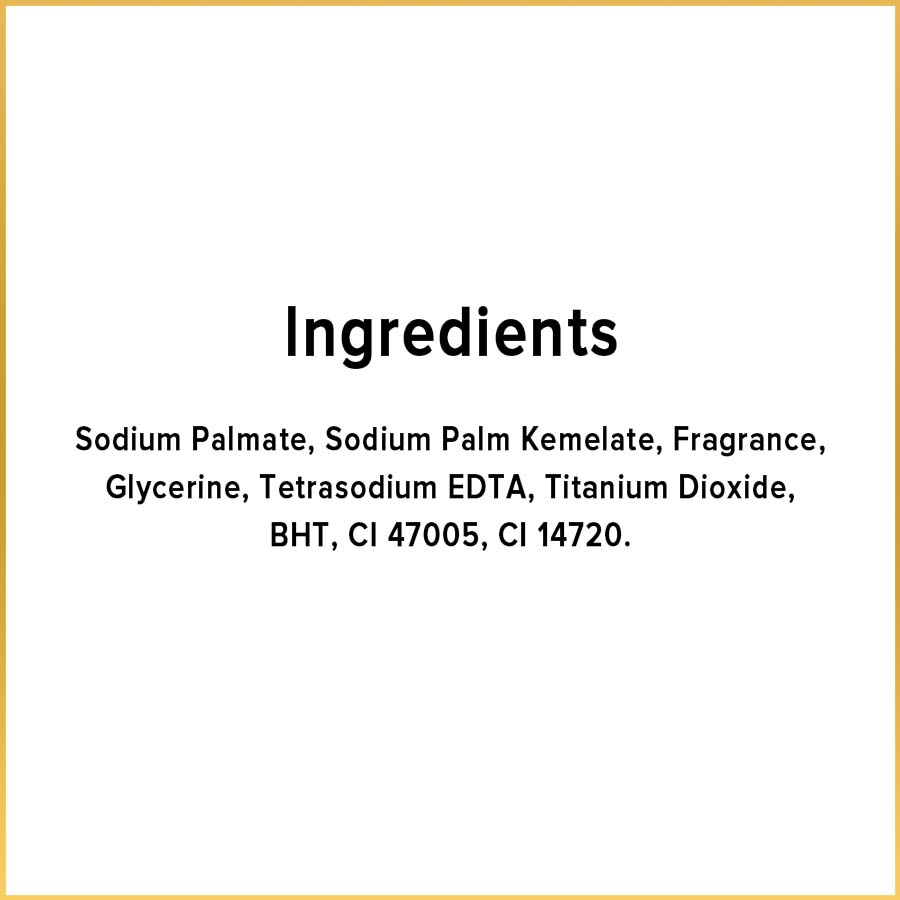 Ingredients
Sodium Palmate, Sodium Palm Kemelate, Fragrance,
Glycerine, Tetrasodium EDTA, Titanium Dioxide,
BHT, CI 47005, CI 14720.